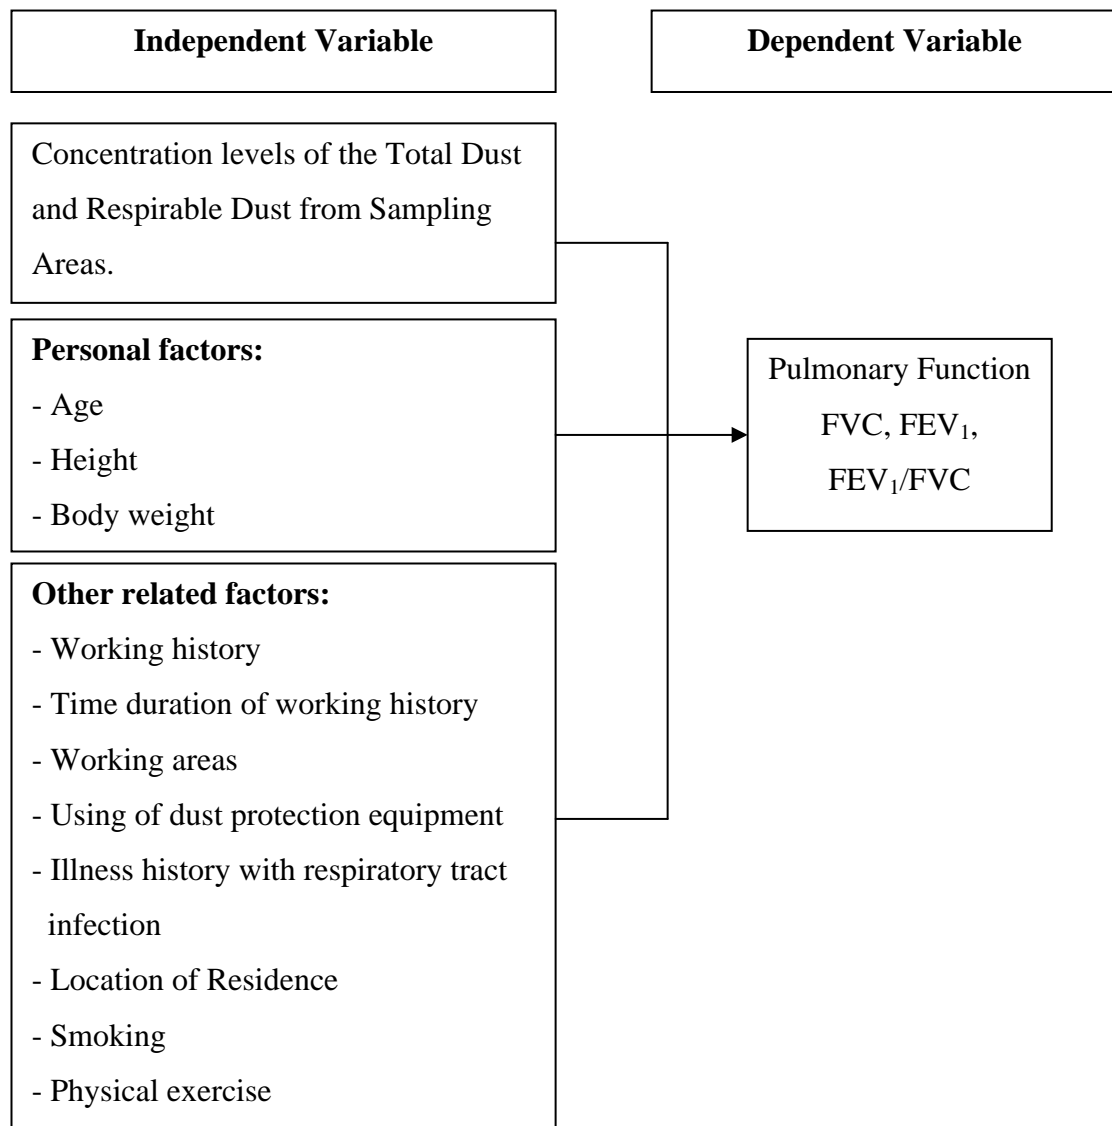 Independent Variable
Dependent Variable
Concentration levels of the Total Dust
and Respirable Dust from Sampling
Areas.
Personal factors:
- Age
- Height
- Body weight
Pulmonary Function
FVC, FEV₁,
FEV₁/FVC
Other related factors:
- Working history
- Time duration of working history
- Working areas
- Using of dust protection equipment
- Illness history with respiratory tract
infection
- Location of Residence
- Smoking
- Physical exercise